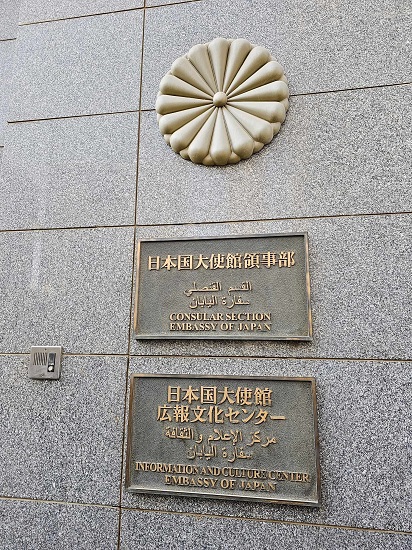 日本国大使館領事部
القسم القنصلي
سفارة اليابان
CONSULAR SECTION
EMBASSY OF JAPAN
日本国大使館
広報文化センター
مركز الإعلام والثقافة
سفارة اليابان
INFORMATION AND CULTURE CENTER
EMBASSY OF JAPAN